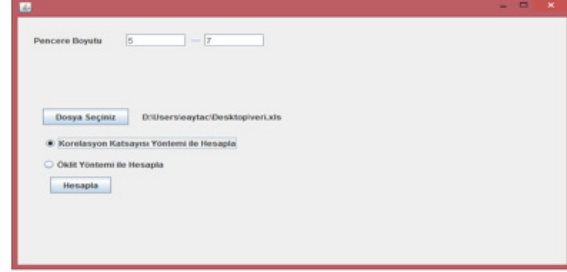 Pencere Boyutu 5 — 7
Dosya Seçiniz D:\Users\eaytac\Desktop\veri.xls
Korelasyon Katsayısı Yöntemi ile Hesapla
Öklit Yöntemi ile Hesapla
Hesapla